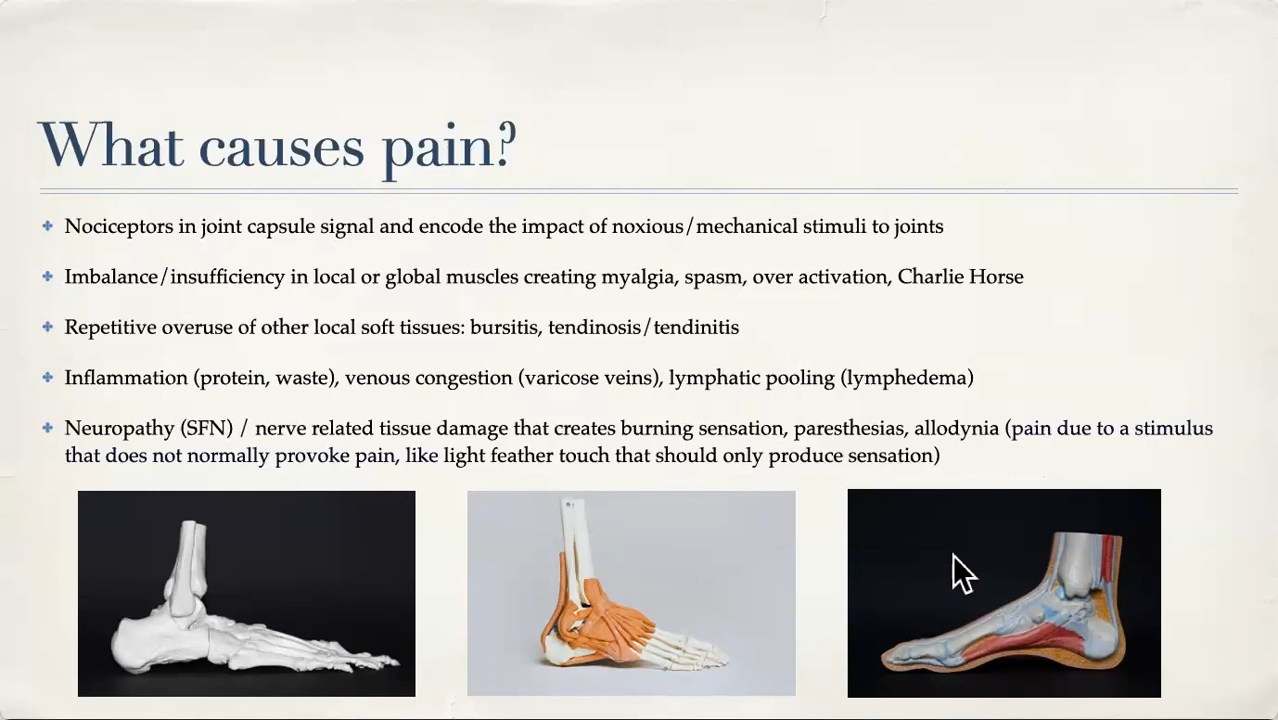 What causes pain?
Nociceptors in joint capsule signal and encode the impact of noxious/mechanical stimuli to joints
Imbalance/insufficiency in local or global muscles creating myalgia, spasm, over activation, Charlie Horse
Repetitive overuse of other local soft tissues: bursitis, tendinosis/tendinitis
Inflammation (protein, waste), venous congestion (varicose veins), lymphatic pooling (lymphedema)
Neuropathy (SFN) / nerve related tissue damage that creates burning sensation, paresthesias, allodynia (pain due to a stimulus
that does not normally provoke pain, like light feather touch that should only produce sensation)